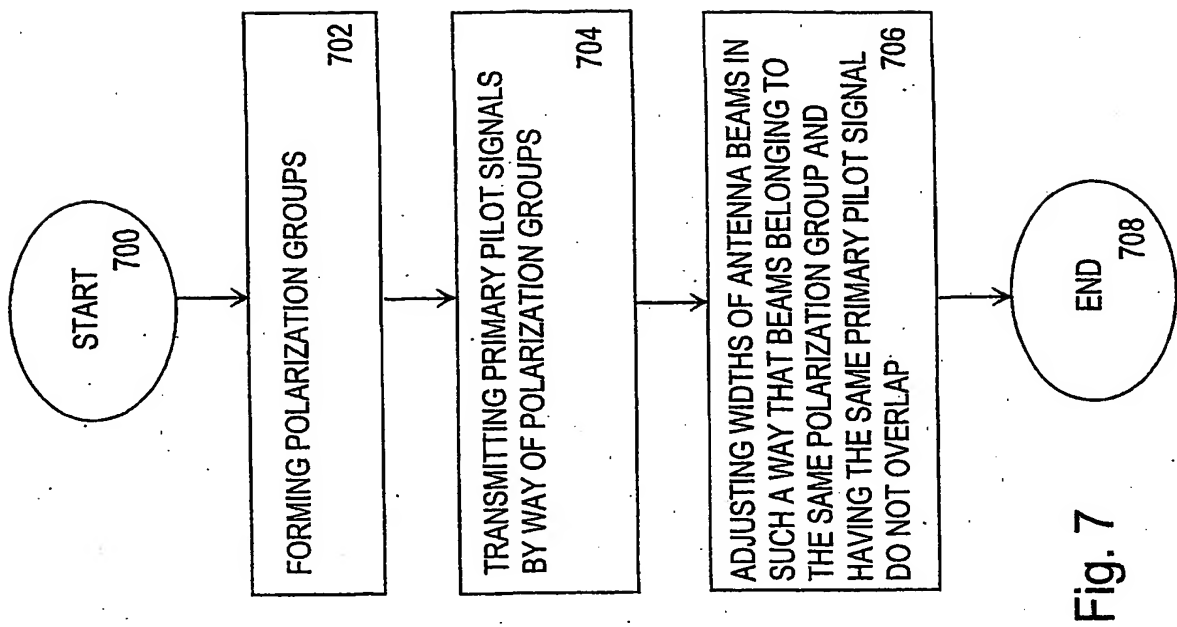 START
700
FORMING POLARIZATION GROUPS
702
TRANSMITTING PRIMARY PILOT SIGNALS
BY WAY OF POLARIZATION GROUPS
704
ADJUSTING WIDTHS OF ANTENNA BEAMS IN
SUCH A WAY THAT BEAMS BELONGING TO
THE SAME POLARIZATION GROUP AND
HAVING THE SAME PRIMARY PILOT SIGNAL
DO NOT OVERLAP
706
END
708
Fig. 7